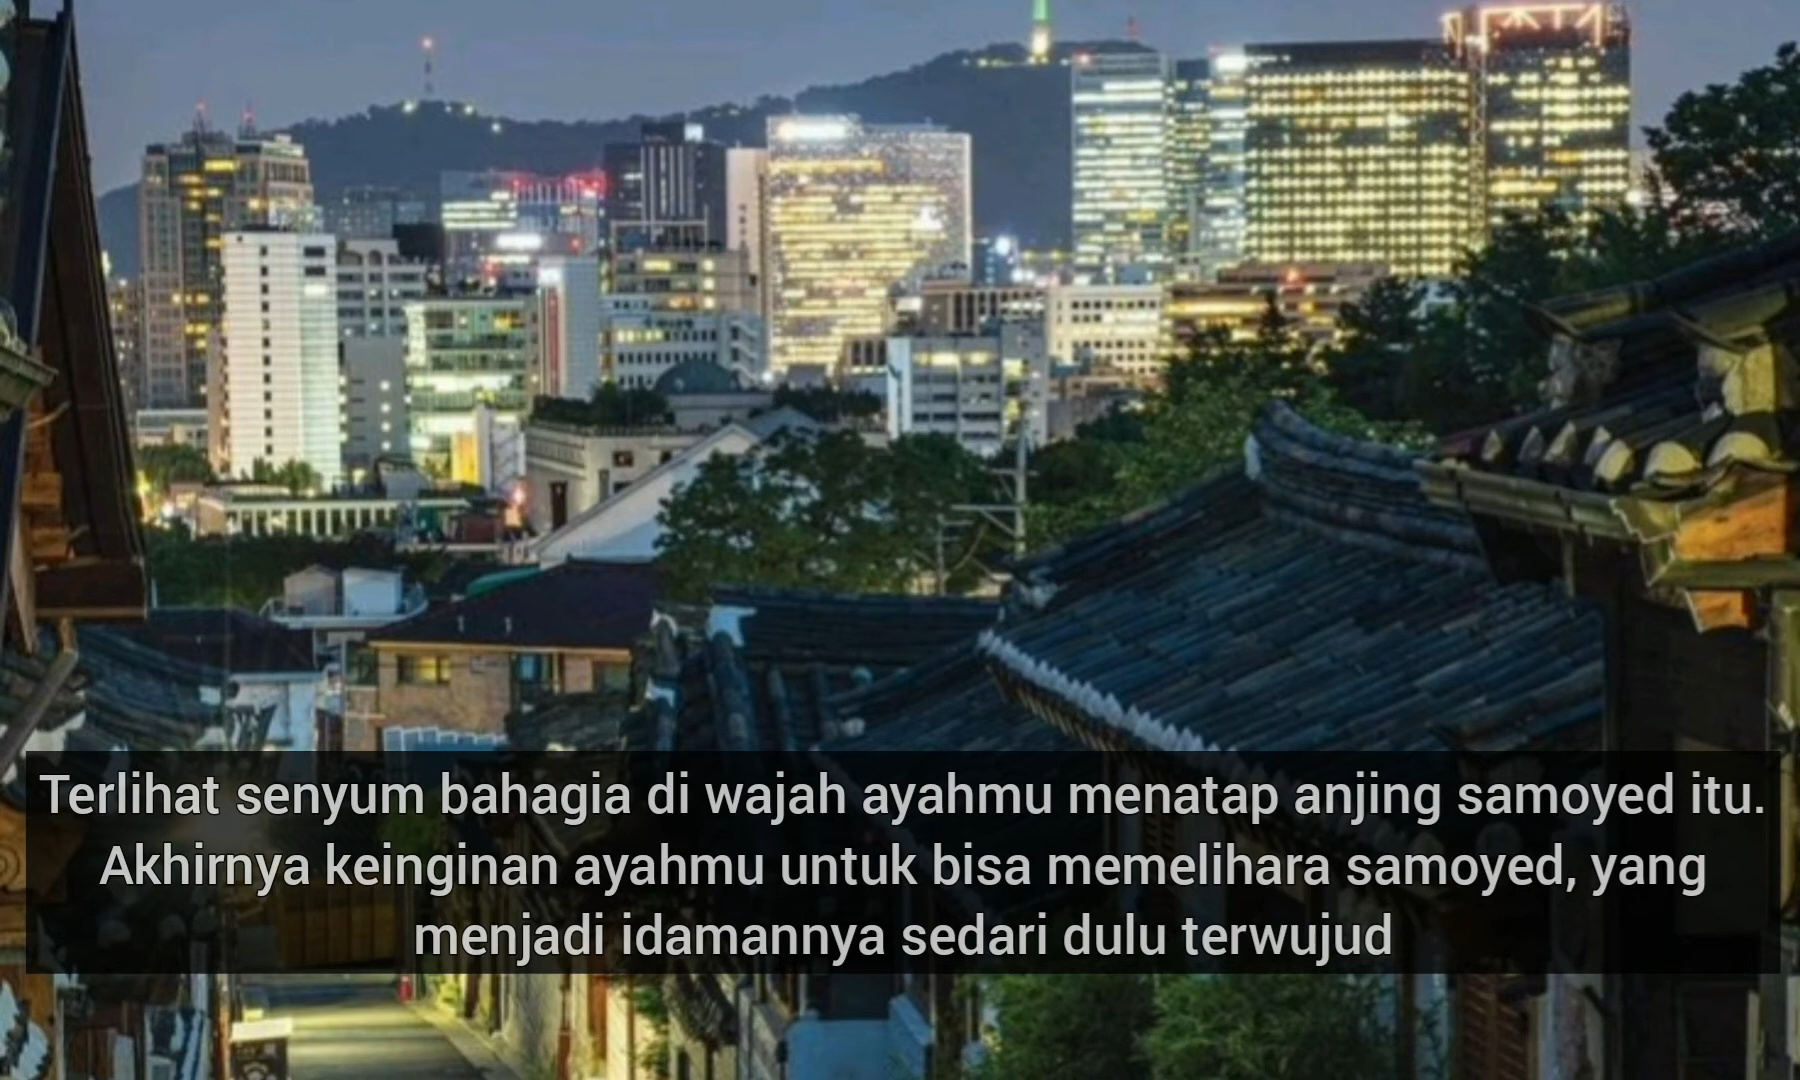 Terlihat senyum bahagia di wajah ayahmu menatap anjing samoyed itu.
Akhirnya keinginan ayahmu untuk bisa memelihara samoyed, yang
menjadi idamannya sedari dulu terwujud